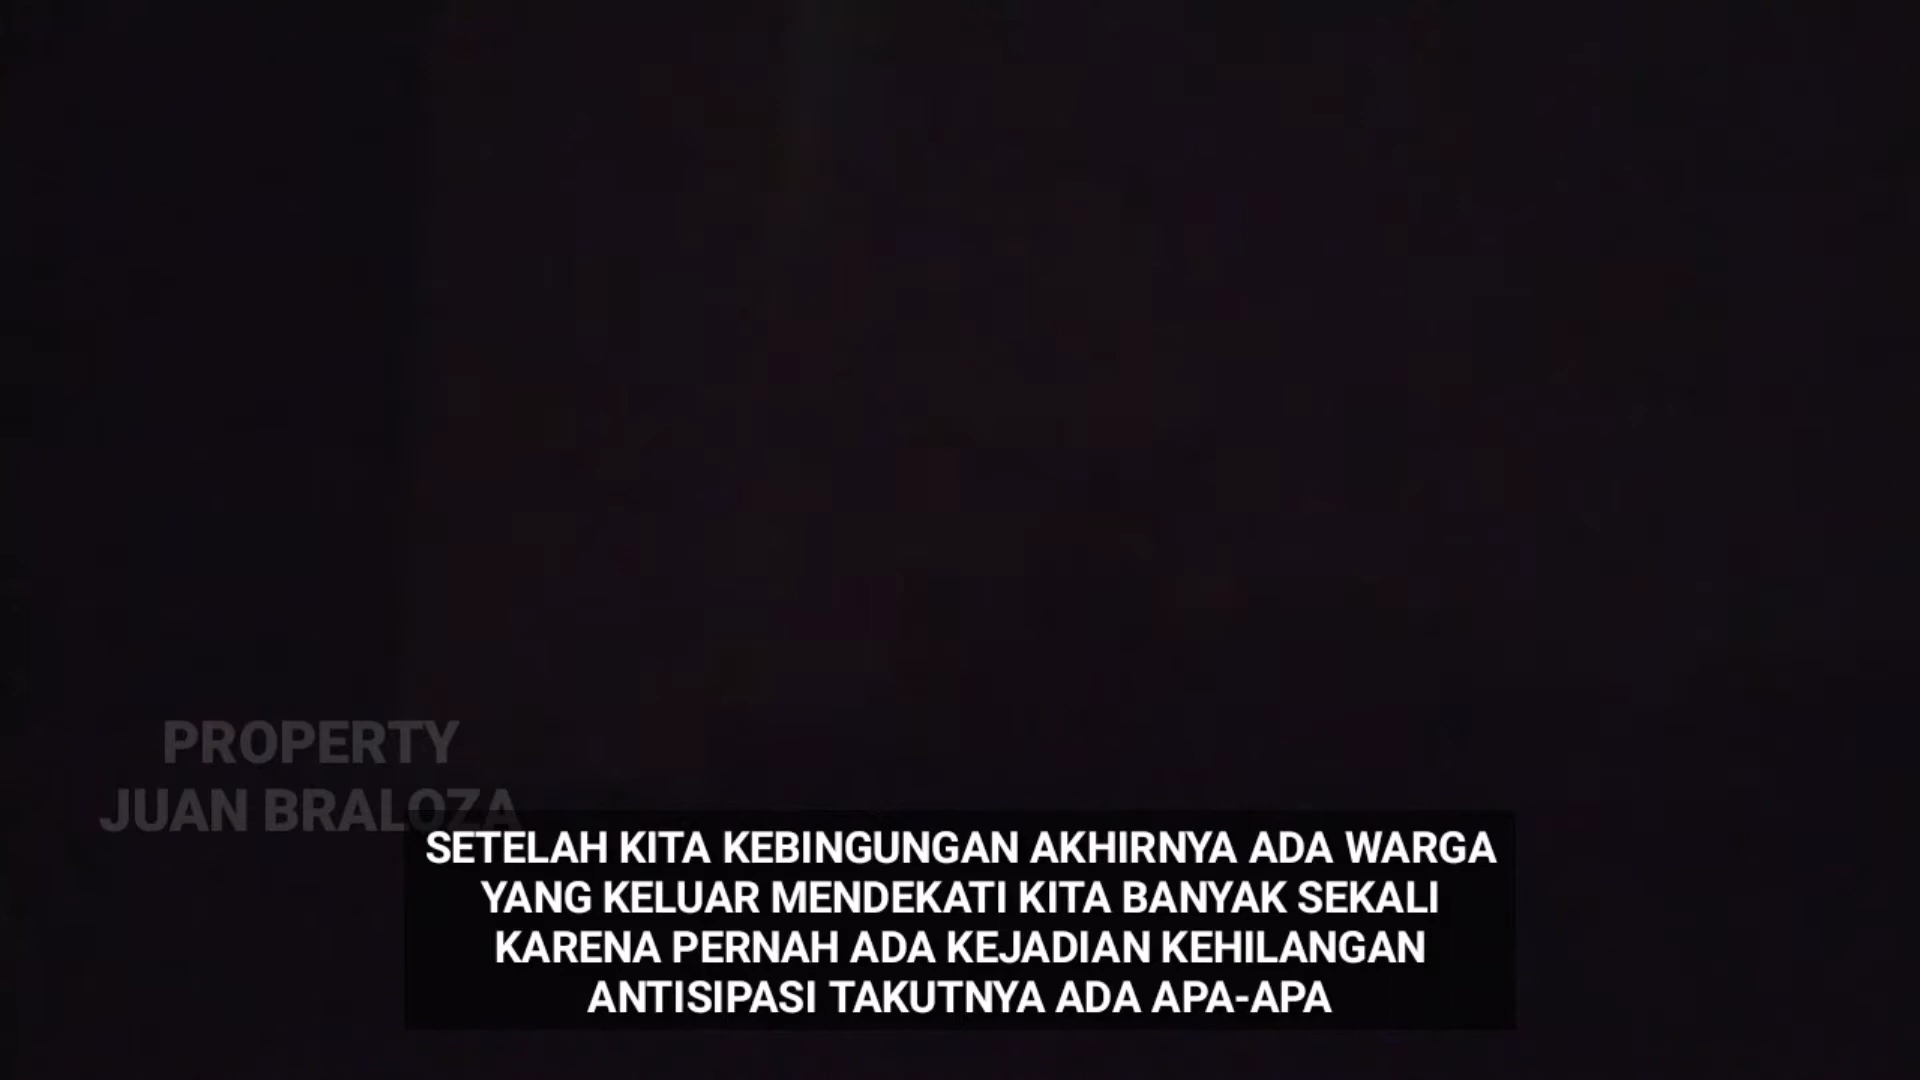 PROPERTY
JUAN BRALOZA
SETELAH KITA KEBINGUNGAN AKHIRNYA ADA WARGA
YANG KELUAR MENDEKATI KITA BANYAK SEKALI
KARENA PERNAH ADA KEJADIAN KEHILANGAN
ANTISIPASI TAKUTNYA ADA APA-APA